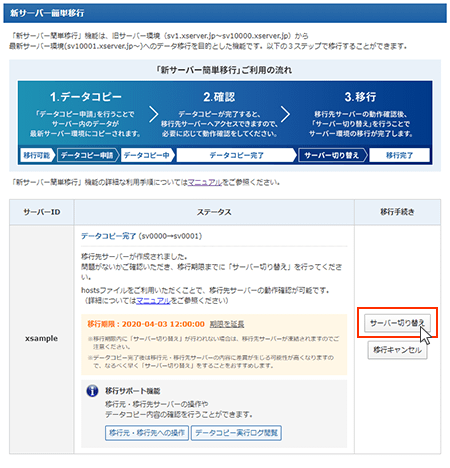 新サーバー簡単移行
「新サーバー簡単移行」機能は、旧サーバー環境（sv1.xserver.jp～sv10000.xserver.jp）から
最新サーバー環境(sv10001.xserver.jp～)へのデータ移行を目的とした機能です。以下の３ステップで移行することができます。
「新サーバー簡単移行」ご利用の流れ
1.データコピー
「データコピー申請」を行うことで
サーバー内のデータが
最新サーバー環境にコピーされます。
2.確認
データコピーが完了すると、
移行先サーバーへアクセスできますので、
必要に応じて動作確認をしてください。
3.移行
移行先サーバーの動作確認後、
「サーバー切り替え」を行うことで
サーバー環境の移行が完了します。
移行可能 データコピー申請 データコピー中 データコピー完了 サーバー切り替え 移行完了
「新サーバー簡単移行」機能の詳細な利用手順についてはマニュアルをご参照ください。
サーバーID ステータス 移行手続き
xsample
データコピー完了 (sv0000→sv0001)
移行先サーバーが作成されました。
問題がないかご確認いただき、移行期限までに「サーバー切り替え」を行ってくだ
さい。
hostsファイルをご利用いただくことで、移行先サーバーの動作確認が可能です。
（詳細についてはマニュアルをご参照ください）
移行期限：2020-04-03 12:00:00 期限を延長
※移行期限内に「サーバー切り替え」が行われない場合は、移行先サーバーが凍結されますのでご
注意ください。
※データコピー完了後は移行元・移行先サーバーの内容に差異が生じる可能性が高くなりますの
で、なるべく早く「サーバー切り替え」をすることをおすすめします。
移行サポート機能
移行元・移行先サーバーの操作や
データコピー内容の確認を行うことができます。
移行元・移行先への操作 データコピー実行ログ閲覧
サーバー切り替え
移行キャンセル